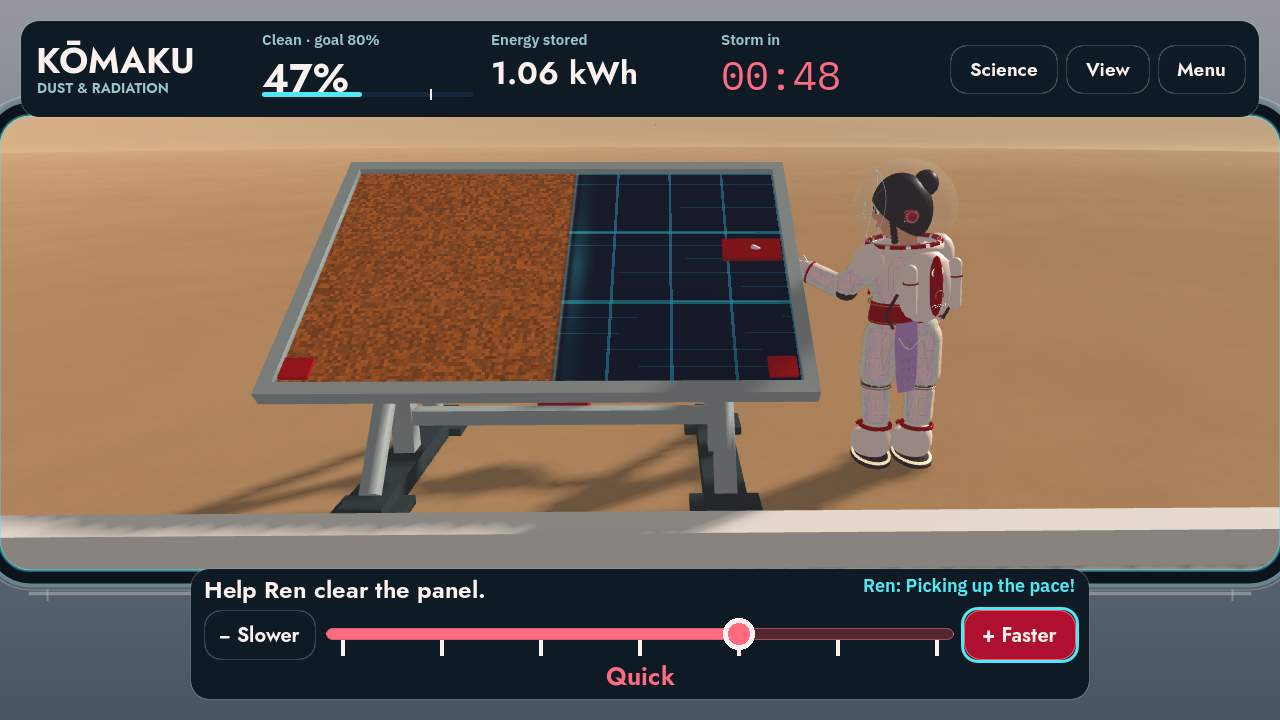 KŌMAKU
DUST & RADIATION
Clean · goal 80%
47%
Energy stored
1.06 kWh
Storm in
00:48
Science
View
Menu
Help Ren clear the panel.
Ren: Picking up the pace!
– Slower
+ Faster
Quick